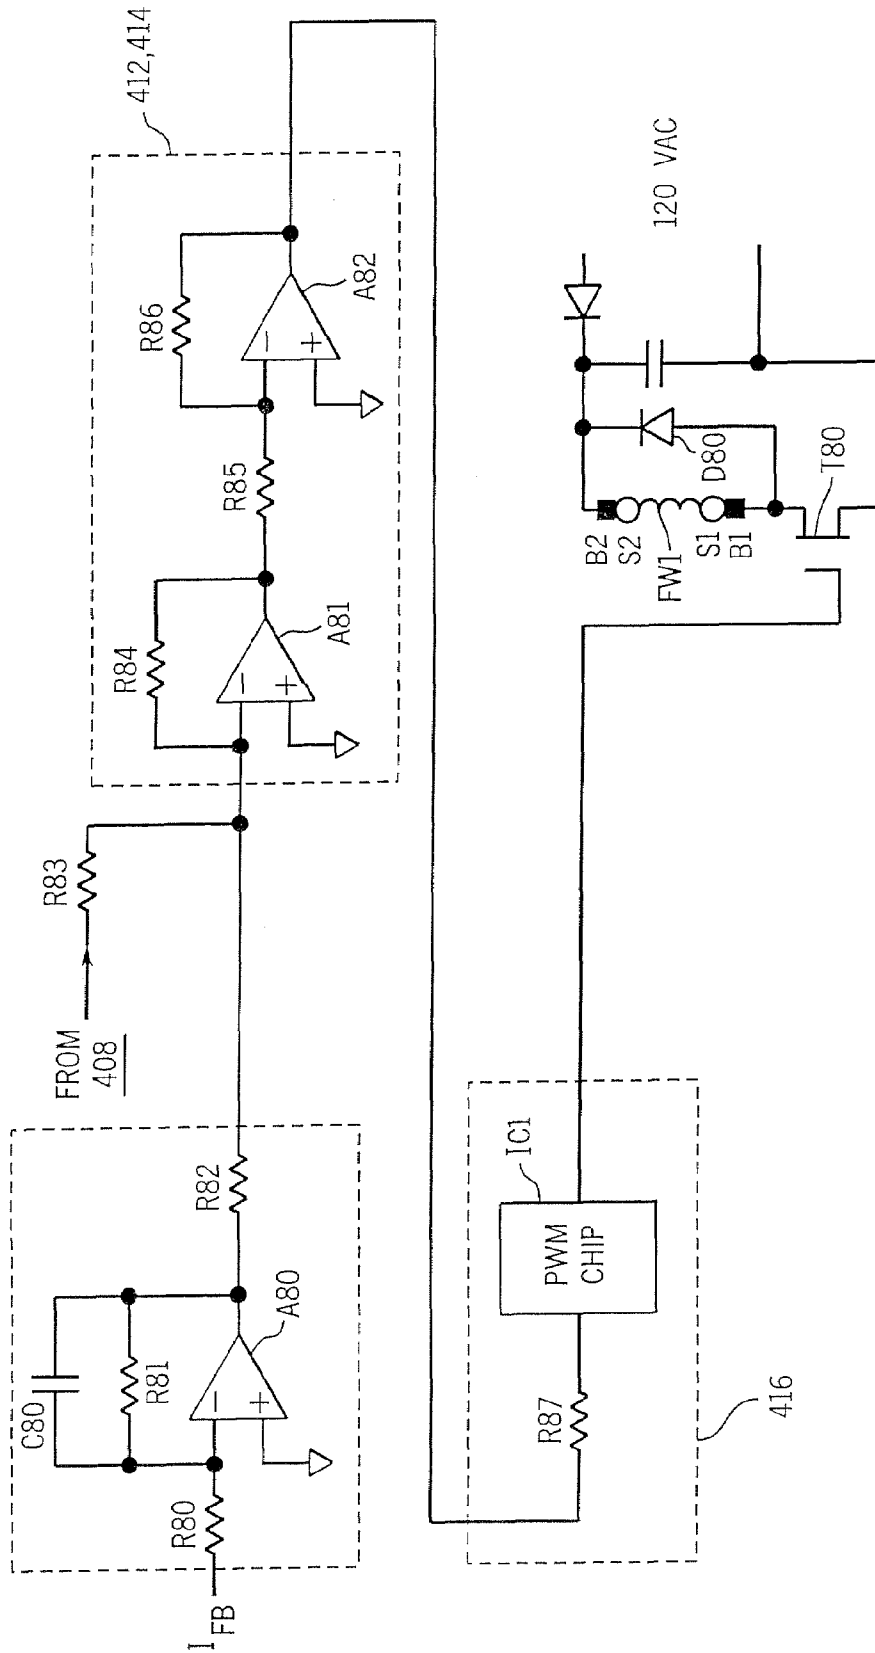 412,414
R86
A82
R85
R84
A81
R83
FROM
408
C80
R81
R82
A80
R80
I FB
120 VAC
D80
T80
B2
S2
FW1
S1
B1
IC1
PWM
CHIP
R87
416
−
+
−
+
−
+